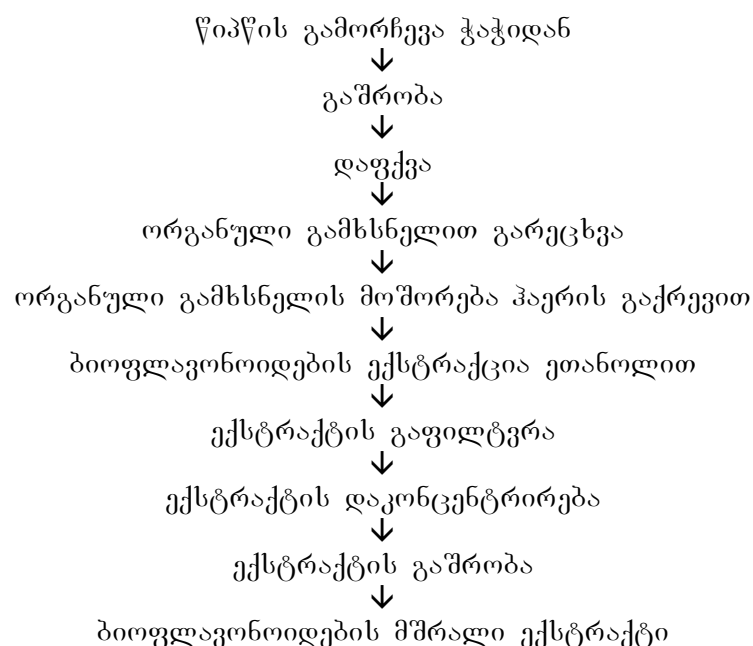 წიპწის გამორჩევა ჭაჭიდან
გაშრობა
დაფქვა
ორგანული გამხსნელით გარეცხვა
ორგანული გამხსნელის მოშორება ჰაერის გაქრევით
ბიოფლავონოიდების ექსტრაქცია ეთანოლით
ექსტრაქტის გაფილტვრა
ექსტრაქტის დაკონცენტრირება
ექსტრაქტის გაშრობა
ბიოფლავონოიდების მშრალი ექსტრაქტი